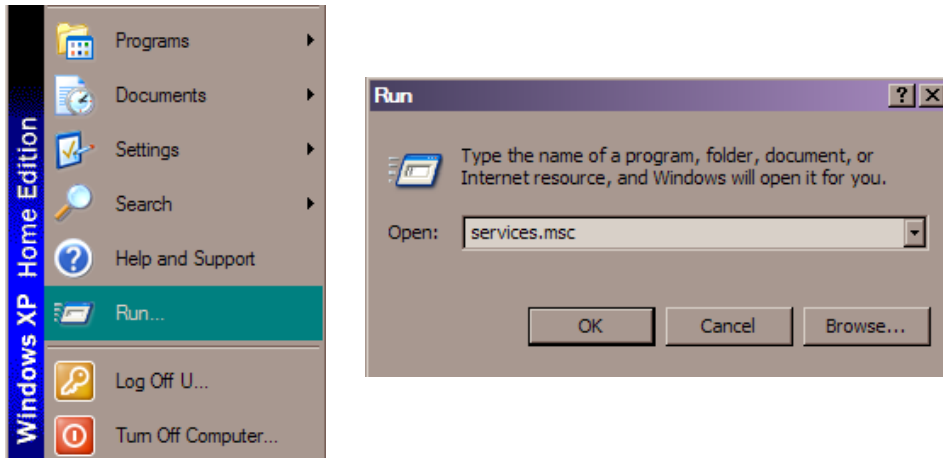 Windows XP Home Edition
Programs
Documents
Settings
Search
Help and Support
Run...
Log Off U...
Turn Off Computer...
Run
Type the name of a program, folder, document, or
Internet resource, and Windows will open it for you.
Open: services.msc
OK Cancel Browse...